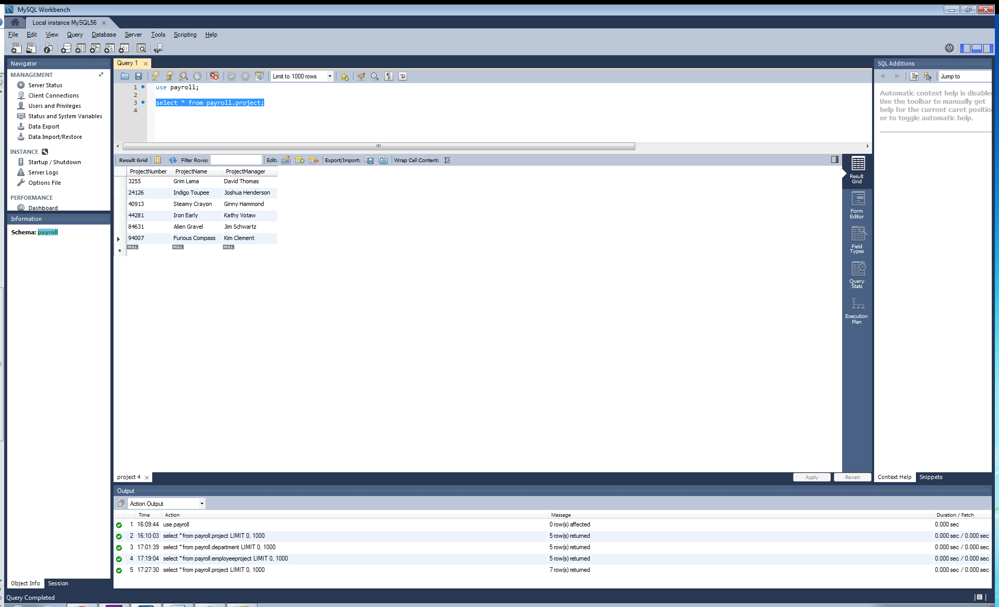 MySQL Workbench
Local instance MySQL56
File Edit View Query Database Server Tools Scripting Help
Navigator
MANAGEMENT
Server Status
Client Connections
Users and Privileges
Status and System Variables
Data Export
Data Import/Restore
INSTANCE
Startup / Shutdown
Server Logs
Options File
PERFORMANCE
Dashboard
Information
Schema: payroll
Object Info Session
Query Completed
Query 1
Limit to 1000 rows
1 use payroll;
2
3 select * from payroll.project;
4
Result Grid Filter Rows: Edit: Export/Import: Wrap Cell Content:
ProjectNumber ProjectName ProjectManager
3255 Grim Lama David Thomas
24126 Indigo Toupee Joshua Henderson
40913 Steamy Crayon Ginny Hammond
44281 Iron Early Kathy Votaw
84631 Alien Gravel Jim Schwartz
94007 Furious Compass Kim Clement
* NULL NULL NULL
Result
Grid
Form
Editor
Field
Types
Query
Stats
Execution
Plan
project 4
Apply Revert
SQL Additions
Jump to
Automatic context help is disable
Use the toolbar to manually get
help for the current caret positio
or to toggle automatic help.
Context Help Snippets
Output
Action Output
Time Action Message Duration / Fetch
1 16:09:44 use payroll 0 row(s) affected 0.000 sec
2 16:10:03 select * from payroll.project LIMIT 0, 1000 5 row(s) returned 0.000 sec / 0.000 sec
3 17:01:39 select * from payroll.department LIMIT 0, 1000 5 row(s) returned 0.000 sec / 0.000 sec
4 17:19:04 select * from payroll.employeeproject LIMIT 0, 1000 5 row(s) returned 0.000 sec / 0.000 sec
5 17:27:30 select * from payroll.project LIMIT 0, 1000 7 row(s) returned 0.000 sec / 0.000 sec